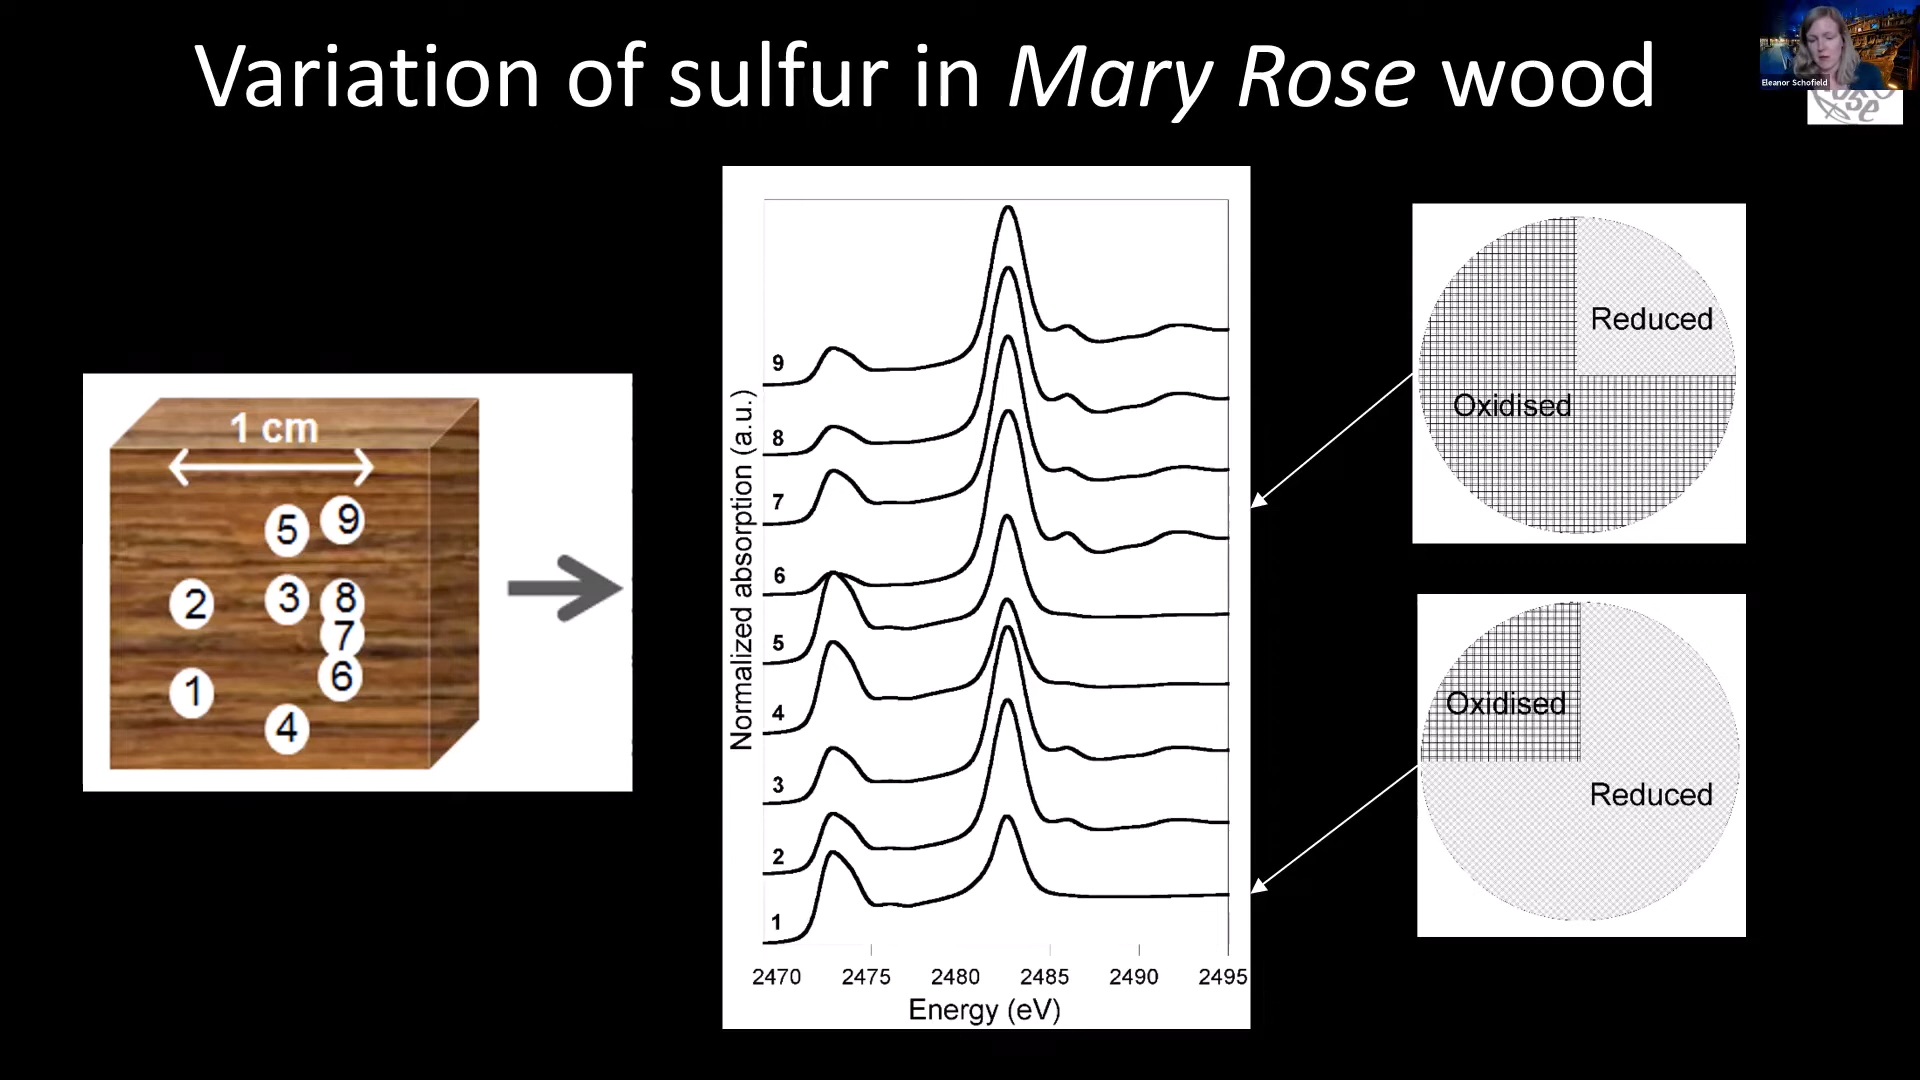 Variation of sulfur in Mary Rose wood
Eleanor Schofield
1 cm
5
9
2
3
8
7
1
6
4
Normalized absorption (a.u.)
9
8
7
6
5
4
3
2
1
2470 2475 2480 2485 2490 2495
Energy (eV)
Reduced
Oxidised
Oxidised
Reduced